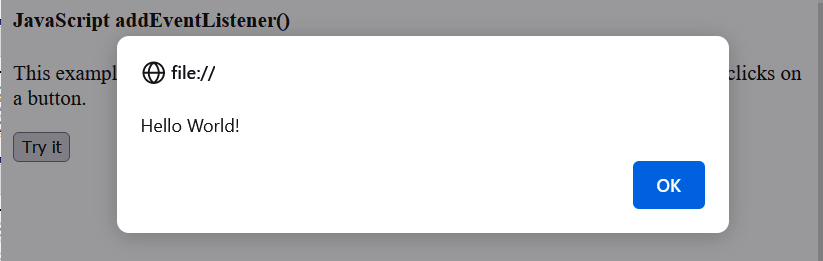 JavaScript addEventListener()
This exampl
clicks on
a button.
Try it
file://
Hello World!
OK